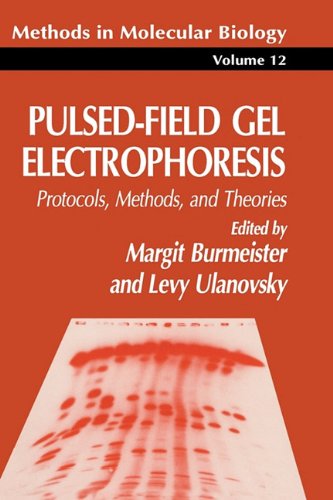 Methods in Molecular Biology
Volume 12
PULSED-FIELD GEL
ELECTROPHORESIS
Protocols, Methods, and Theories
Edited by
Margit Burmeister
and Levy Ulanovsky